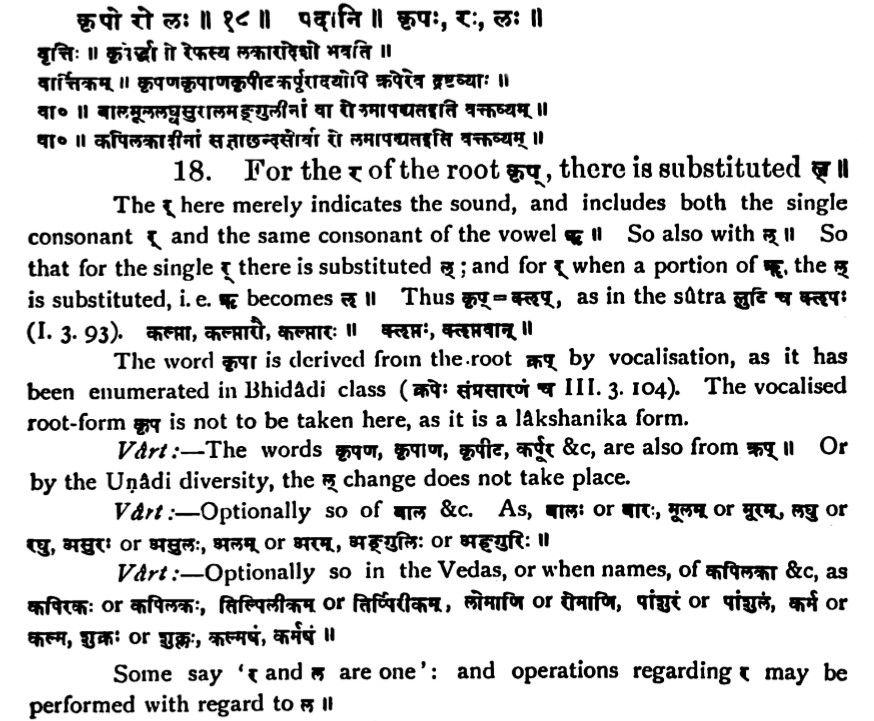 कृपो रो लः ॥ १८ ॥ पदानि ॥ कृपः, रः, लः ॥
वृत्तिः ॥ रेफस्य लकारादेशो भवति ॥
वार्त्तिकम् ॥ कृपणकृपाणकृपीटकर्पूरादयोपि क्रपेरेव द्रष्टव्याः ॥
वा० ॥ बालमूललघ्वसुरालमङ्गुलीनां वा रो लमापद्यतइति वक्तव्यम् ॥
वा० ॥ कपिलकादीनां संज्ञाछन्दसोर्वा रो लमापद्यतइति वक्तव्यम् ॥
18. For the र of the root कृप्, there is substituted ल् ॥
The र् here merely indicates the sound, and includes both the single
consonant र् and the same consonant of the vowel ऋ ॥ So also with ल् ॥ So
that for the single र् there is substituted ल् ; and for र् when a portion of ऋ, the ल्
is substituted, i. e. ऋ becomes ऌ ॥ Thus कृप् = क्लृप्, as in the sûtra लुटि च क्लृपः
(I. 3. 93). कल्प्ता, कल्प्तारौ, कल्प्तारः ॥ क्लृप्तः, क्लृप्तवान् ॥
The word कृपा is derived from the root क्रप् by vocalisation, as it has
been enumerated in Bhidâdi class ( क्रपेः संप्रसारणं च III. 3. 104). The vocalised
root-form कृप is not to be taken here, as it is a lâkshanika form.
Vârt :—The words कृपण, कृपाण, कृपीट, कर्पूर &c, are also from क्रप् ॥ Or
by the Uṇâdi diversity, the ल् change does not take place.
Vârt :—Optionally so of बाल &c. As, बालः or बारः, मूलम् or मूरम्, लघु or
रघु, असुरः or असुलः, अलम् or अरम्, अङ्गुलिः or अङ्गुरिः ॥
Vârt :—Optionally so in the Vedas, or when names, of कपिलका &c, as
कपिरकः or कपिलकः, तिल्पिलीकम् or तिर्पिरीकम्, लोमाणि or रोमाणि, पांशुरं or पांशुलं, कर्म or
कल्म, शुक्रः or शुक्लः, कल्मषं, कर्मषं ॥
Some say ‘र and ल are one’: and operations regarding र may be
performed with regard to ल ॥